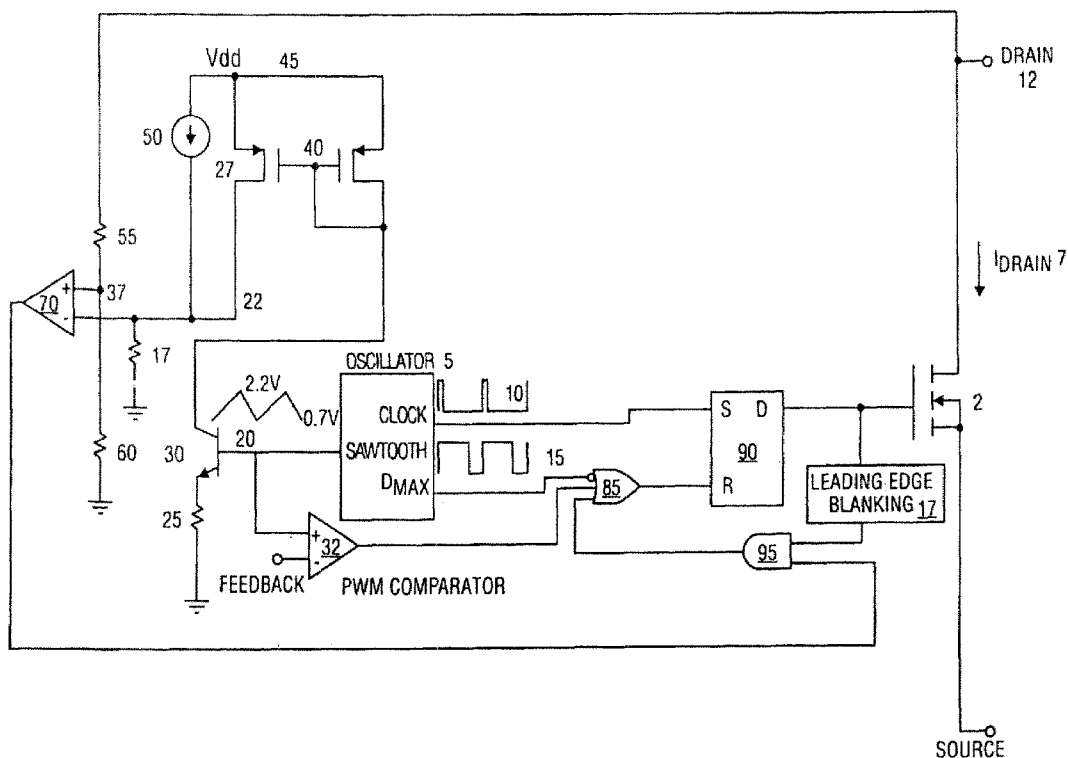 DRAIN
12
Vdd 45
50
40
27
55
IDRAIN 7
70
+
-
37
22
17
OSCILLATOR 5
2.2V
0.7V
10
CLOCK
S D
2
20
SAWTOOTH
15
60
30
90
DMAX
85
R
LEADING EDGE
BLANKING 17
25
+
-
32
95
FEEDBACK
PWM COMPARATOR
SOURCE